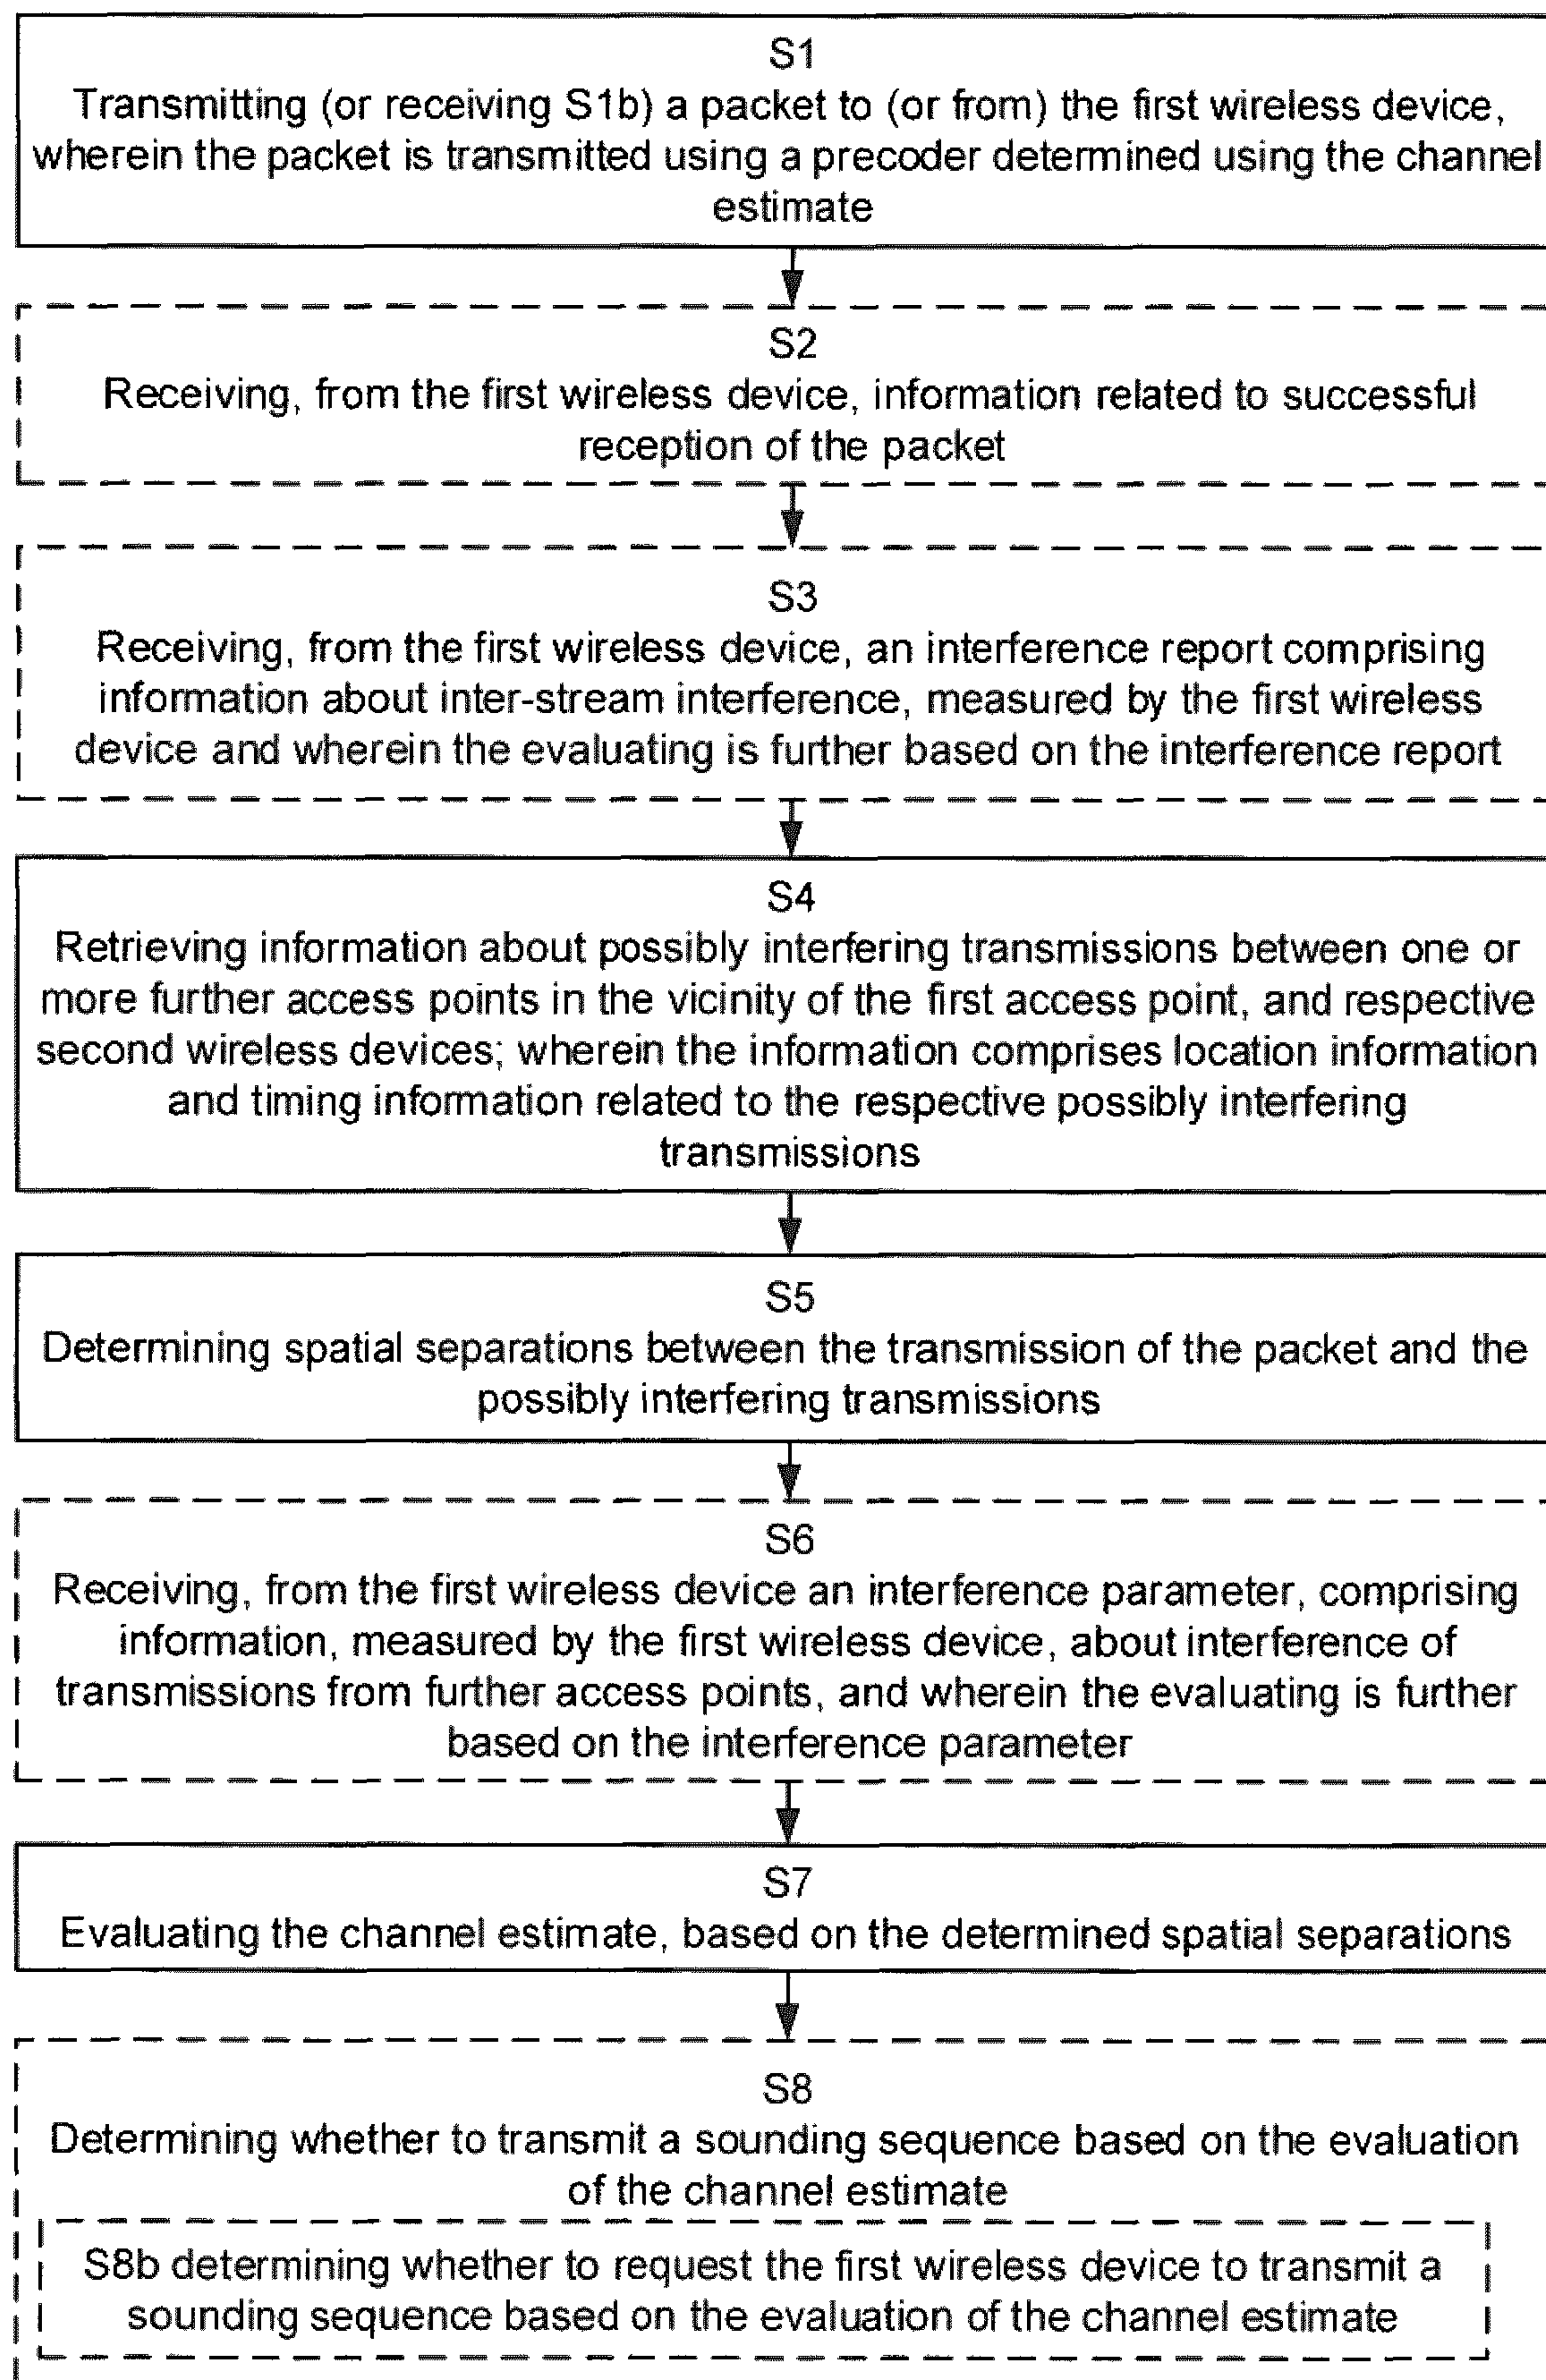 S1
Transmitting (or receiving S1b) a packet to (or from) the first wireless device,
wherein the packet is transmitted using a precoder determined using the channel
estimate
S2
Receiving, from the first wireless device, information related to successful
reception of the packet
S3
Receiving, from the first wireless device, an interference report comprising
information about inter-stream interference, measured by the first wireless
device and wherein the evaluating is further based on the interference report
S4
Retrieving information about possibly interfering transmissions between one or
more further access points in the vicinity of the first access point, and respective
second wireless devices; wherein the information comprises location information
and timing information related to the respective possibly interfering
transmissions
S5
Determining spatial separations between the transmission of the packet and the
possibly interfering transmissions
S6
Receiving, from the first wireless device an interference parameter, comprising
information, measured by the first wireless device, about interference of
transmissions from further access points, and wherein the evaluating is further
based on the interference parameter
S7
Evaluating the channel estimate, based on the determined spatial separations
S8
Determining whether to transmit a sounding sequence based on the evaluation
of the channel estimate
S8b determining whether to request the first wireless device to transmit a
sounding sequence based on the evaluation of the channel estimate